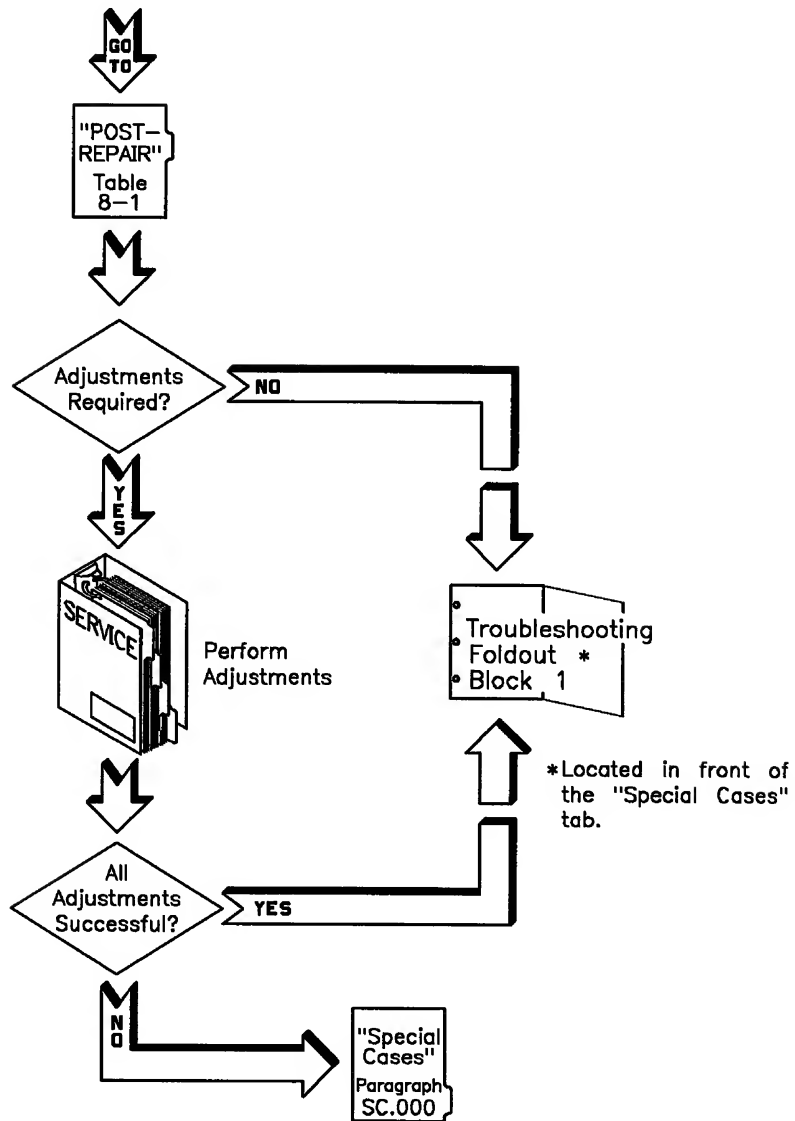 GO
TO
"POST-
REPAIR"
Table
8-1
Adjustments
Required?
NO
YES
SERVICE
Perform
Adjustments
Troubleshooting
Foldout *
Block 1
*Located in front of
the "Special Cases"
tab.
All
Adjustments
Successful?
YES
NO
"Special
Cases"
Paragraph
SC.000